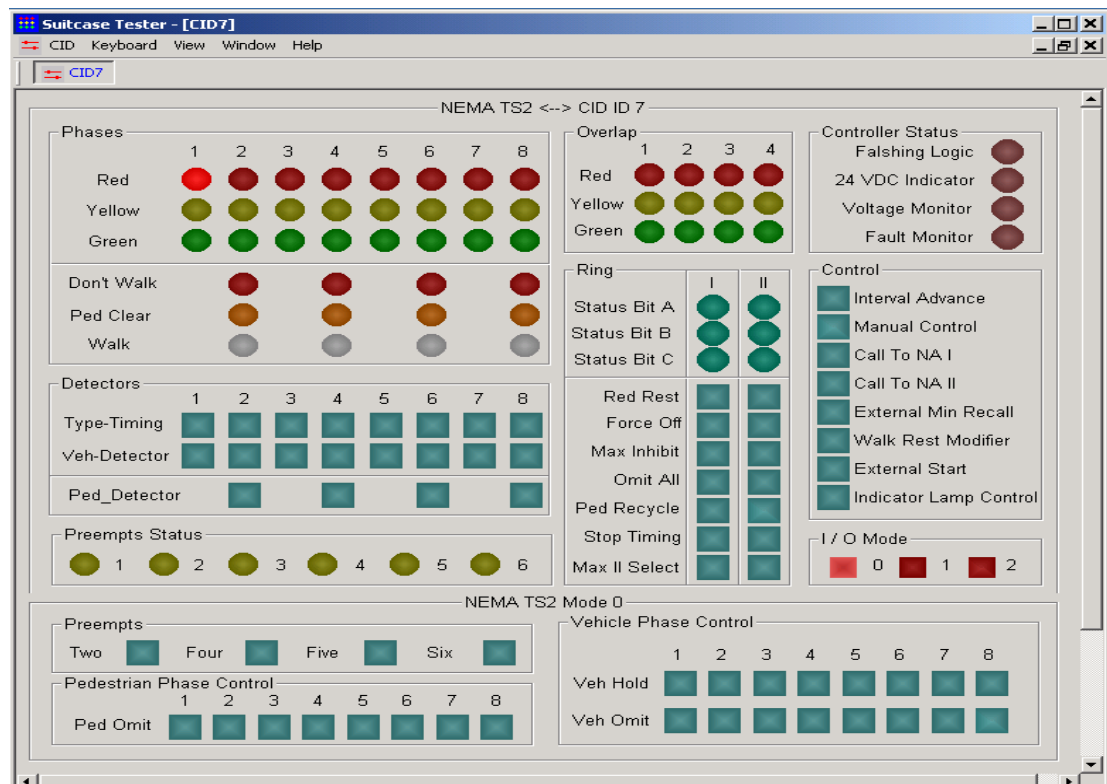 Suitcase Tester - [CID7]
CID Keyboard View Window Help
CID7
NEMA TS2 <--> CID ID 7
Phases
1 2 3 4 5 6 7 8
Red
Yellow
Green
Don't Walk
Ped Clear
Walk
Overlap
1 2 3 4
Red
Yellow
Green
Controller Status
Falshing Logic
24 VDC Indicator
Voltage Monitor
Fault Monitor
Detectors
1 2 3 4 5 6 7 8
Type-Timing
Veh-Detector
Ped_Detector
Ring
I II
Status Bit A
Status Bit B
Status Bit C
Red Rest
Force Off
Max Inhibit
Omit All
Ped Recycle
Stop Timing
Max II Select
Control
Interval Advance
Manual Control
Call To NA I
Call To NA II
External Min Recall
Walk Rest Modifier
External Start
Indicator Lamp Control
Preempts Status
1 2 3 4 5 6
I / O Mode
0 1 2
NEMA TS2 Mode 0
Preempts
Two Four Five Six
Pedestrian Phase Control
1 2 3 4 5 6 7 8
Ped Omit
Vehicle Phase Control
1 2 3 4 5 6 7 8
Veh Hold
Veh Omit